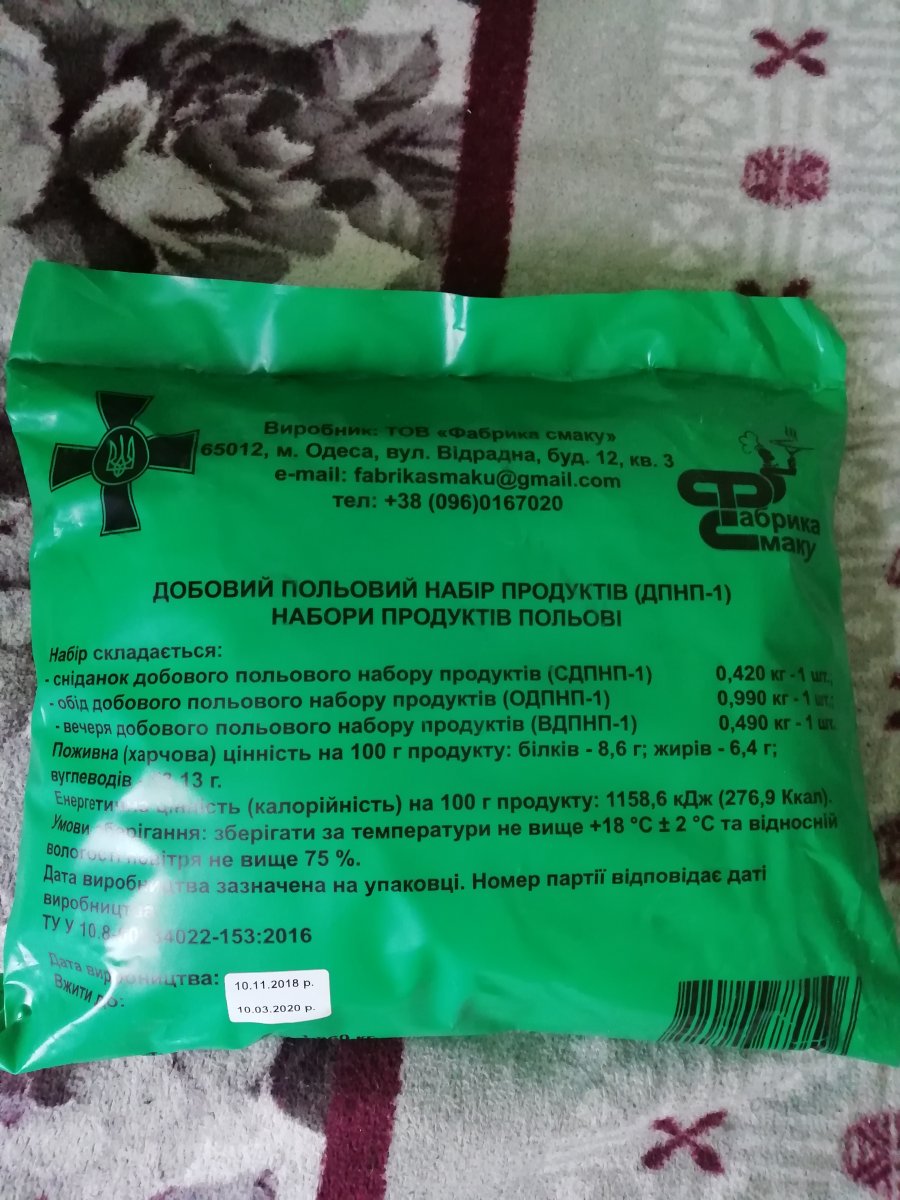 Виробник: ТОВ «Фабрика смаку»
65012, м. Одеса, вул. Відрадна, буд. 12, кв. 3
e-mail: fabrikasmaku@gmail.com
тел: +38 (096)0167020
Фабрика
Смаку
ДОБОВИЙ ПОЛЬОВИЙ НАБІР ПРОДУКТІВ (ДПНП-1)
НАБОРИ ПРОДУКТІВ ПОЛЬОВІ
Набір складається:
- сніданок добового польового набору продуктів (СДПНП-1) 0,420 кг - 1 шт.;
- обід добового польового набору продуктів (ОДПНП-1) 0,990 кг - 1 шт.;
- вечеря добового польового набору продуктів (ВДПНП-1) 0,490 кг - 1 шт.
Поживна (харчова) цінність на 100 г продукту: білків - 8,6 г; жирів - 6,4 г;
вуглеводів 13 г.
Енергетична цінність (калорійність) на 100 г продукту: 1158,6 кДж (276,9 Ккал).
Умови зберігання: зберігати за температури не вище +18 °С ± 2 °С та відносній
вологості повітря не вище 75 %.
Дата виробництва зазначена на упаковці. Номер партії відповідає даті
виробництва
ТУ У 34022-153:2016
Дата виробництва: 10.11.2018 р.
Вжити до: 10.03.2020 р.